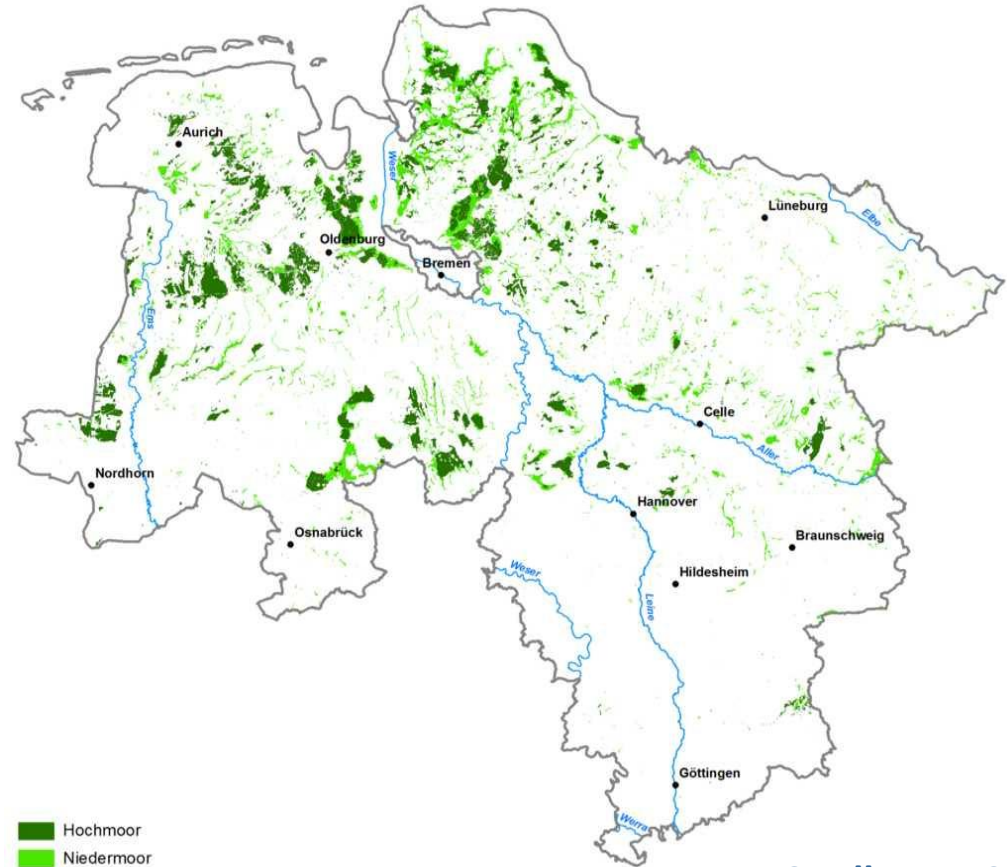 Aurich
Weser
Lüneburg
Elbe
Oldenburg
Bremen
Ems
Celle
Aller
Nordhorn
Hannover
Osnabrück
Braunschweig
Weser
Hildesheim
Leine
Göttingen
Werra
Hochmoor
Niedermoor